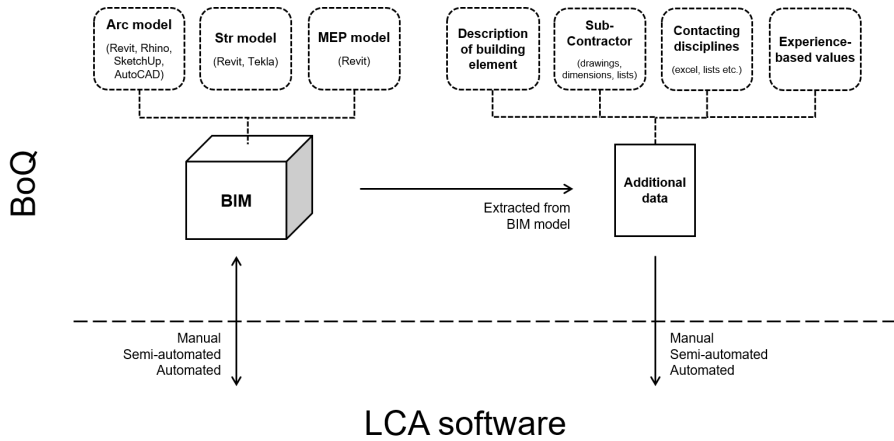 Arc model
(Revit, Rhino,
SketchUp,
AutoCAD)
Str model
(Revit, Tekla)
MEP model
(Revit)
Description
of building
element
Sub-
Contractor
(drawings,
dimensions, lists)
Contacting
disciplines
(excel, lists etc.)
Experience-
based values
BoQ
BIM
Extracted from
BIM model
Additional
data
Manual
Semi-automated
Automated
Manual
Semi-automated
Automated
LCA software